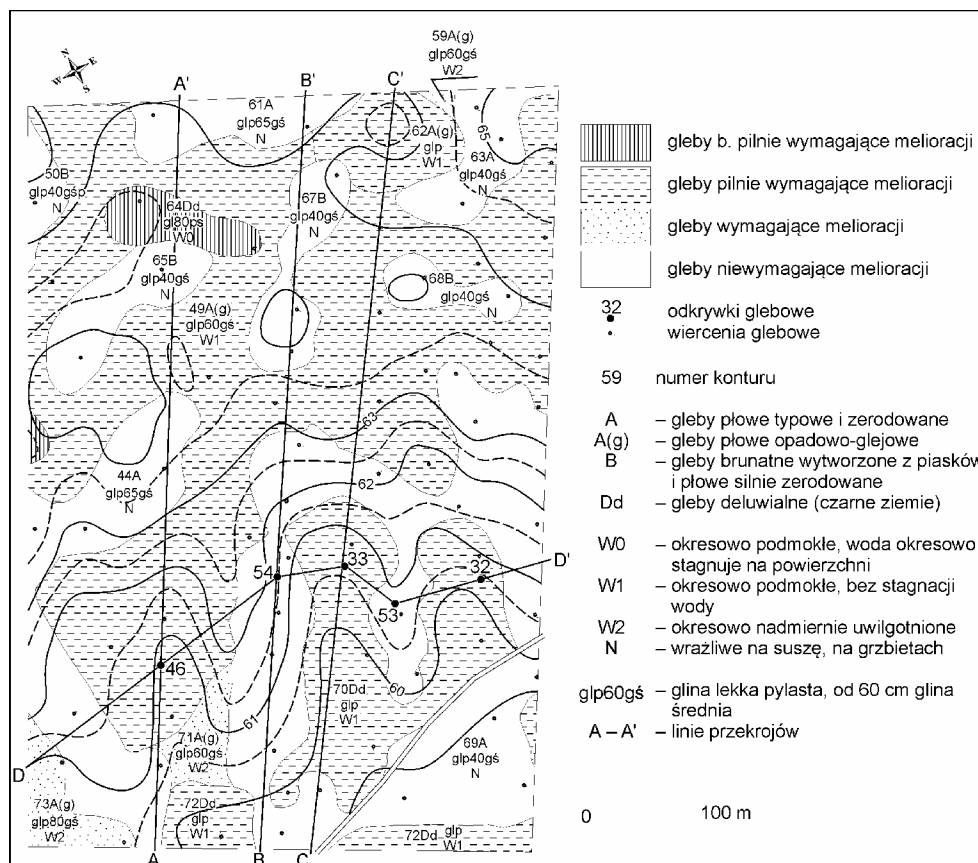 59A(g)
glp60gś
W2
N
E
W
S
A'
B'
C'
61A
glp65gś
N
62A(g)
glp
W1
65
63A
glp40gś
N
50B
glp40gśp
N
67B
glp40gś
N
64Dd
gl80ps
W0
65B
glp40gś
N
68B
glp40gś
N
49A(g)
glp60gś
W1
63
44A
glp65gś
N
62
54
33
32
D'
53
46
70Dd
glp
W1
60
61
71A(g)
glp60gś
W2
69A
glp40gś
N
D
73A(g)
glp80gś
W2
72Dd
glp
W1
72Dd glp
W1
A
B
C
gleby b. pilnie wymagające melioracji
gleby pilnie wymagające melioracji
gleby wymagające melioracji
gleby niewymagające melioracji
32 odkrywki glebowe
wiercenia glebowe
59 numer konturu
A – gleby płowe typowe i zerodowane
A(g) – gleby płowe opadowo-glejowe
B – gleby brunatne wytworzone z piasków
i płowe silnie zerodowane
Dd – gleby deluwialne (czarne ziemie)
W0 – okresowo podmokłe, woda okresowo
stagnuje na powierzchni
W1 – okresowo podmokłe, bez stagnacji
wody
W2 – okresowo nadmiernie uwilgotnione
N – wrażliwe na suszę, na grzbietach
glp60gś – glina lekka pylasta, od 60 cm glina
średnia
A – A' – linie przekrojów
0 100 m